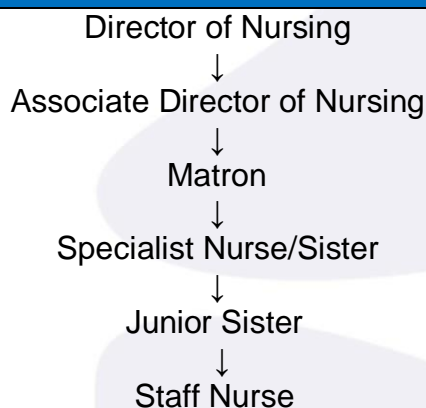 Director of Nursing
↓
Associate Director of Nursing
↓
Matron
↓
Specialist Nurse/Sister
↓
Junior Sister
↓
Staff Nurse